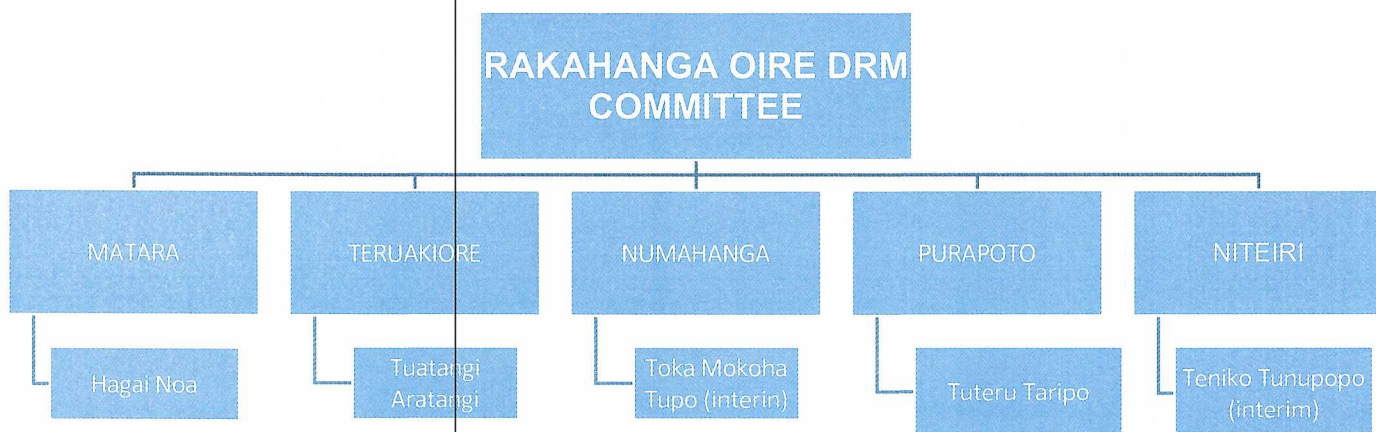 RAKAHANGA OIRE DRM
COMMITTEE
MATARA
TERUAKIORE
NUMAHANGA
PURAPOTO
NITEIRI
Hagai Noa
Tuatangi
Aratangi
Toka Mokoha
Tupo (interin)
Tuteru Taripo
Teniko Tunupopo
(interim)